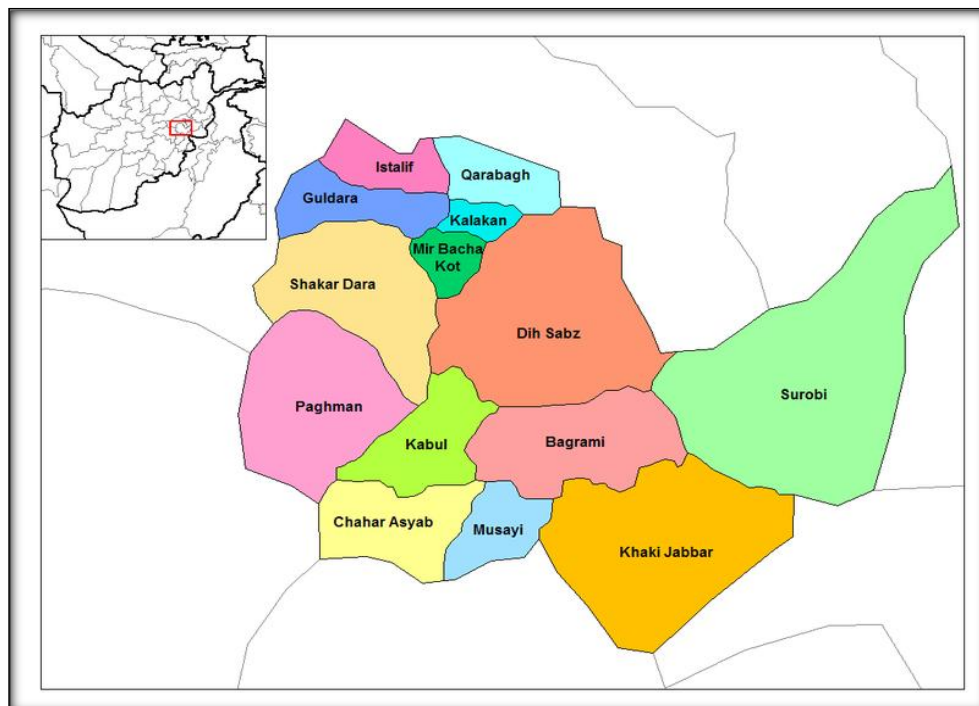 Istalif
Qarabagh
Guldara
Kalakan
Mir Bacha
Kot
Shakar Dara
Dih Sabz
Surobi
Paghman
Kabul
Bagrami
Chahar Asyab
Musayi
Khaki Jabbar